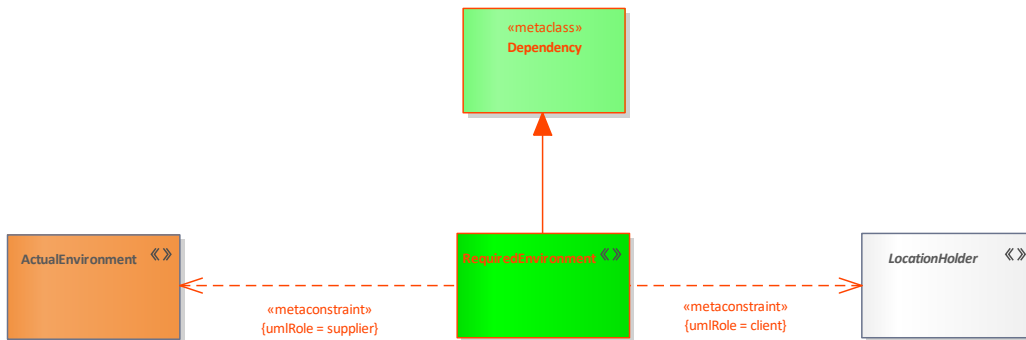 «metaclass»
Dependency
ActualEnvironment «»
RequiredEnvironment «»
LocationHolder «»
«metaconstraint»
{umlRole = supplier}
«metaconstraint»
{umlRole = client}